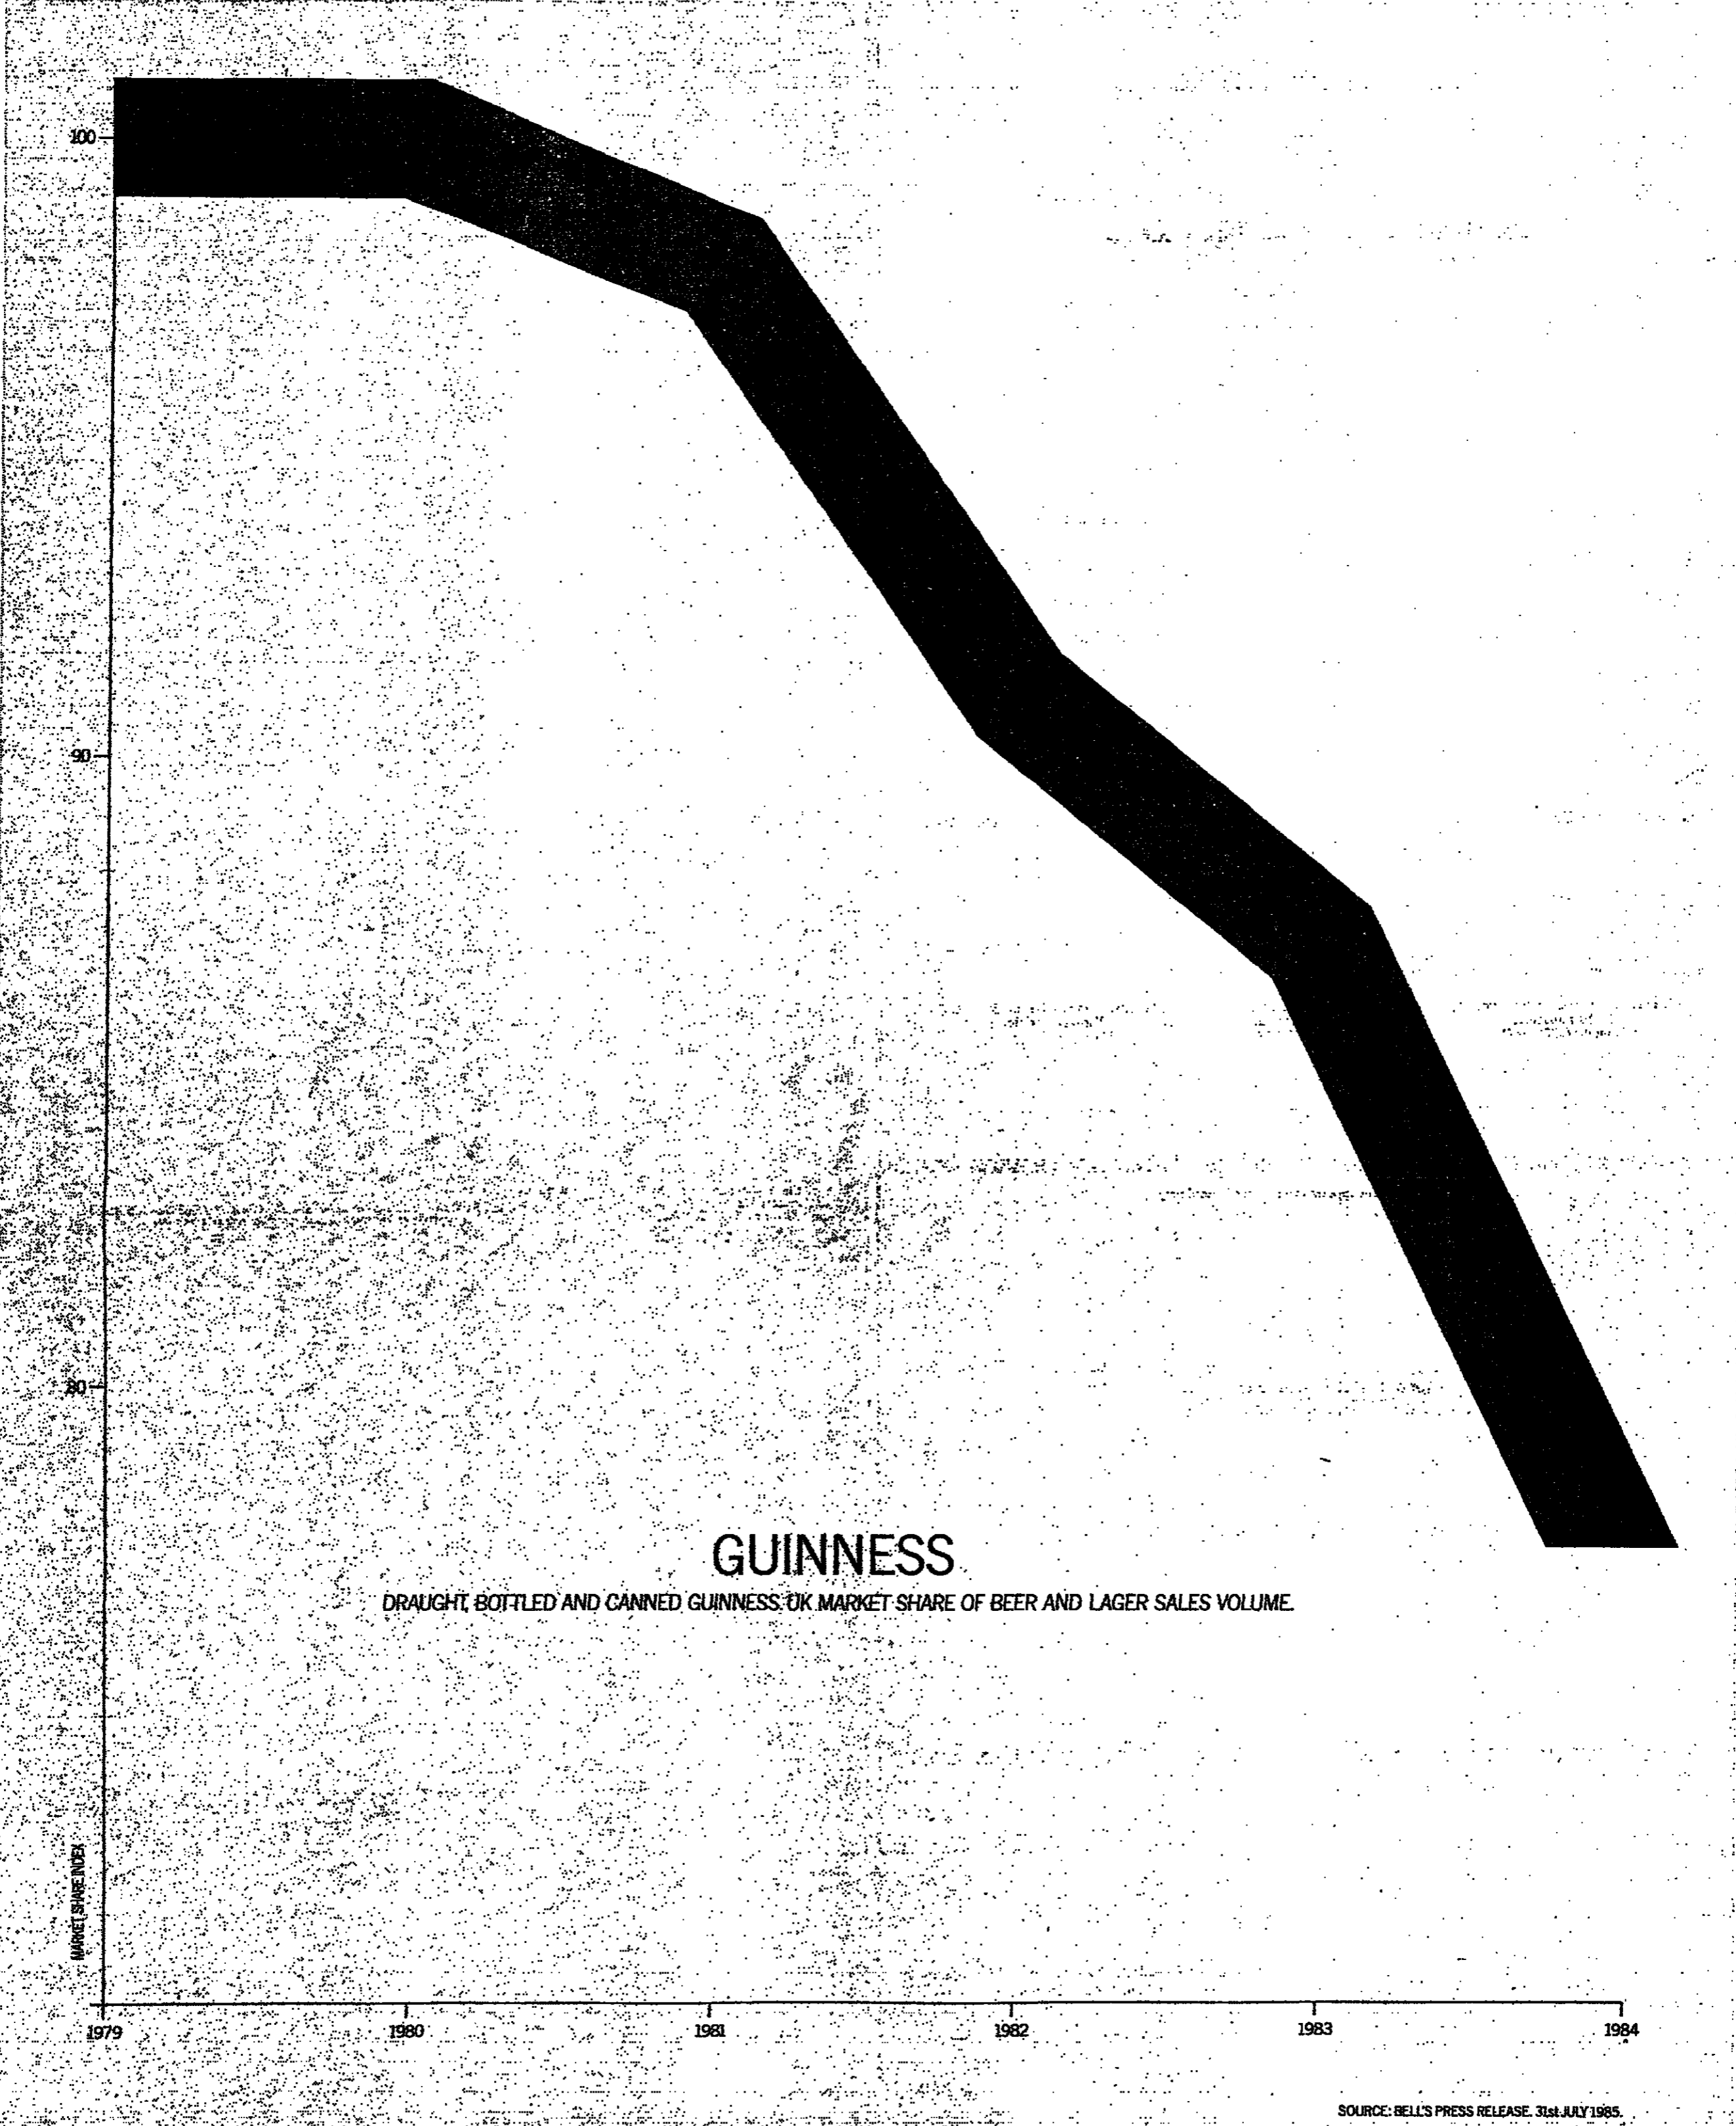 100
90
80
GUINNESS
DRAUGHT, BOTTLED AND CANNED GUINNESS. UK MARKET SHARE OF BEER AND LAGER SALES VOLUME.
MARKET SHARE INDEX
1979 1980 1981 1982 1983 1984
SOURCE: BELL'S PRESS RELEASE. 31st JULY 1985.